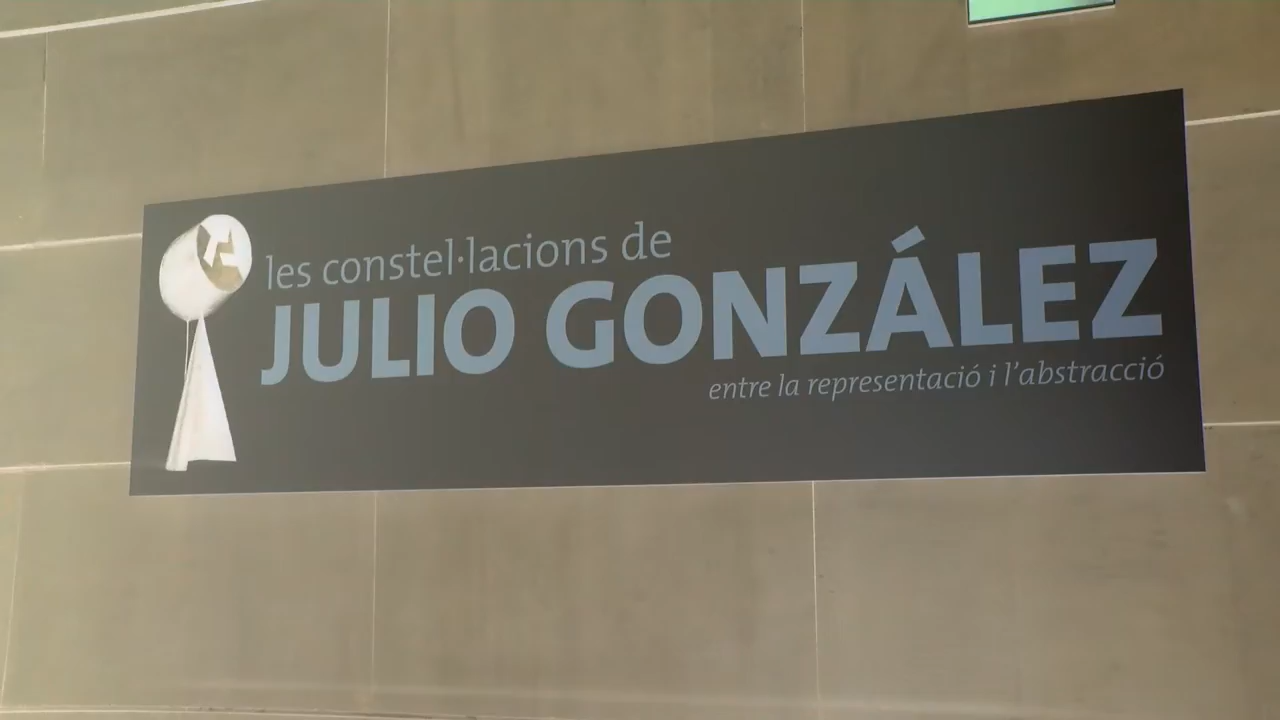 les constel·lacions de
JULIO GONZÁLEZ
entre la representació i l'abstracció